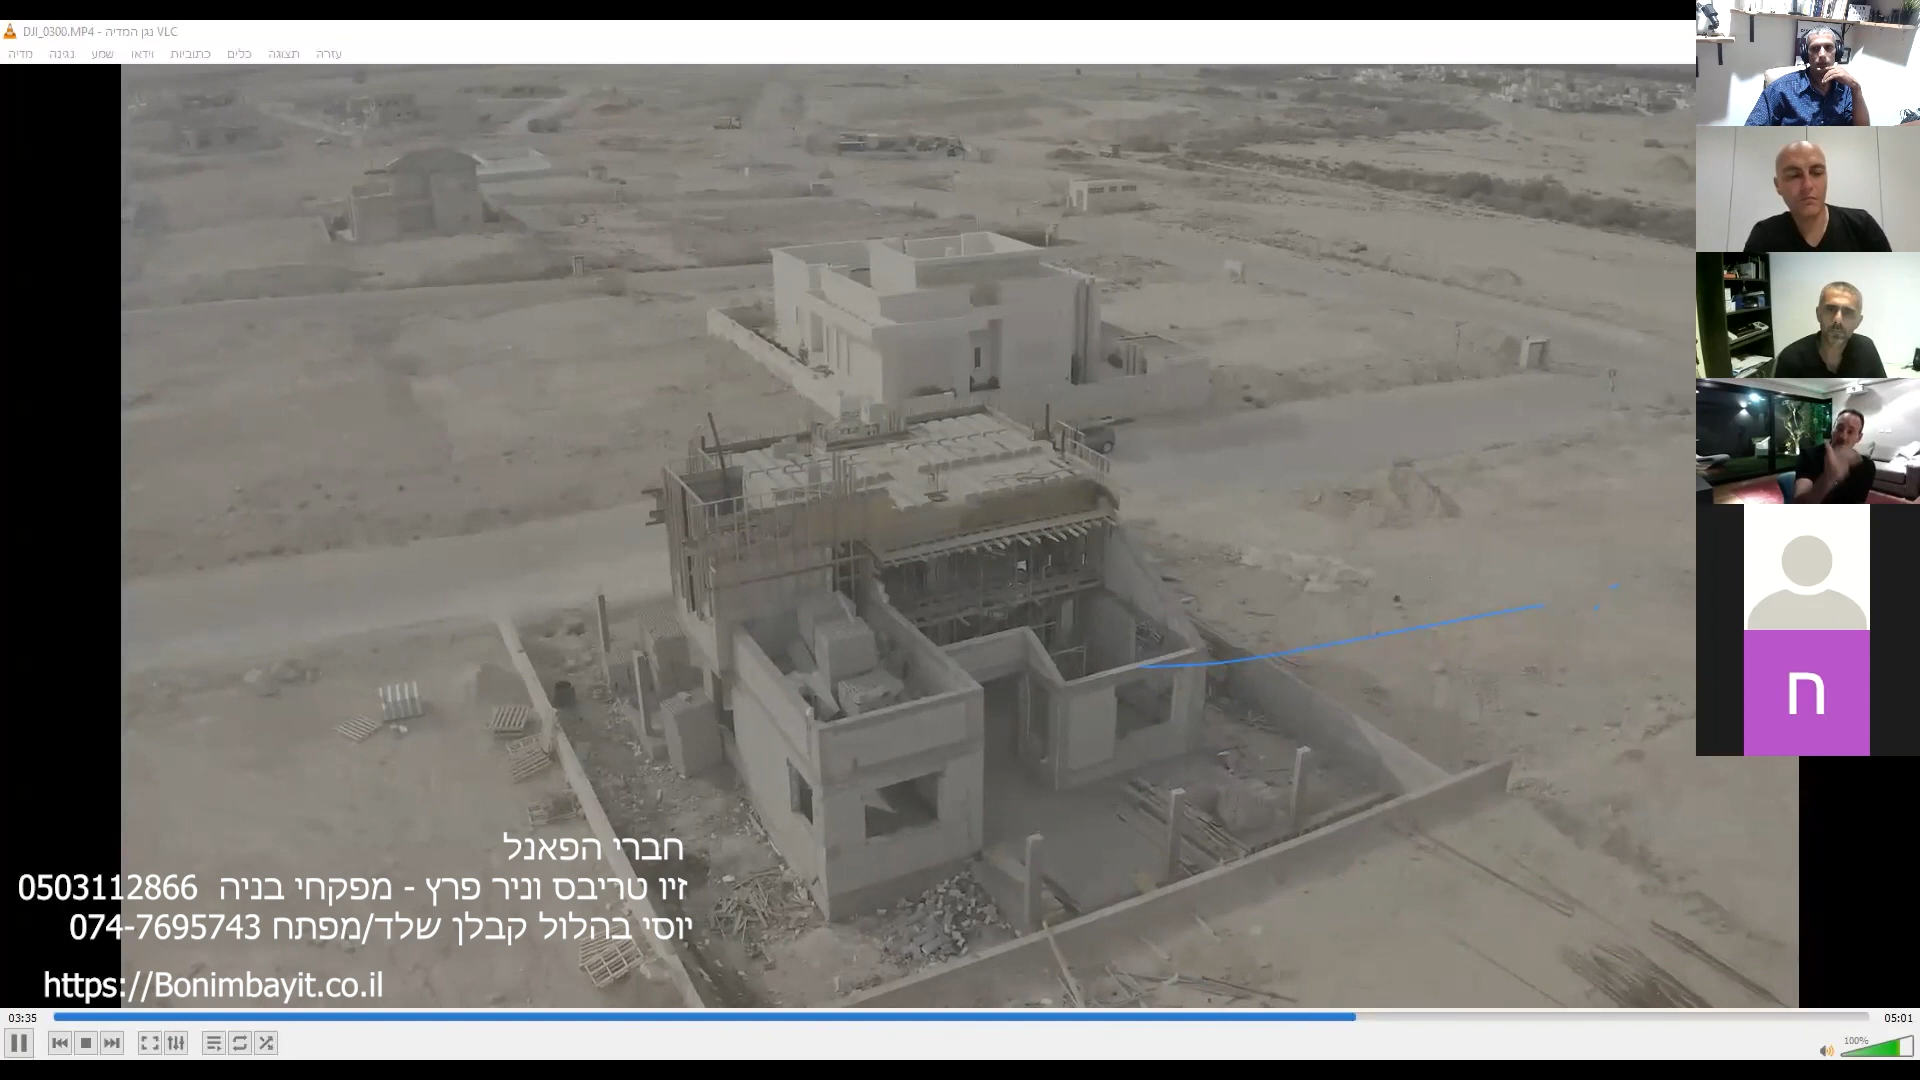 DJI_0300.MP4 - נגן המדיה VLC
מדיה נגינה שמע וידאו כתוביות כלים תצוגה עזרה
חברי הפאנל
זיו טריבס וניר פרץ - מפקחי בניה 0503112866
יוסי בהלול קבלן שלד/מפתח 074-7695743
https://Bonimbayit.co.il
ח
03:35
05:01
100%